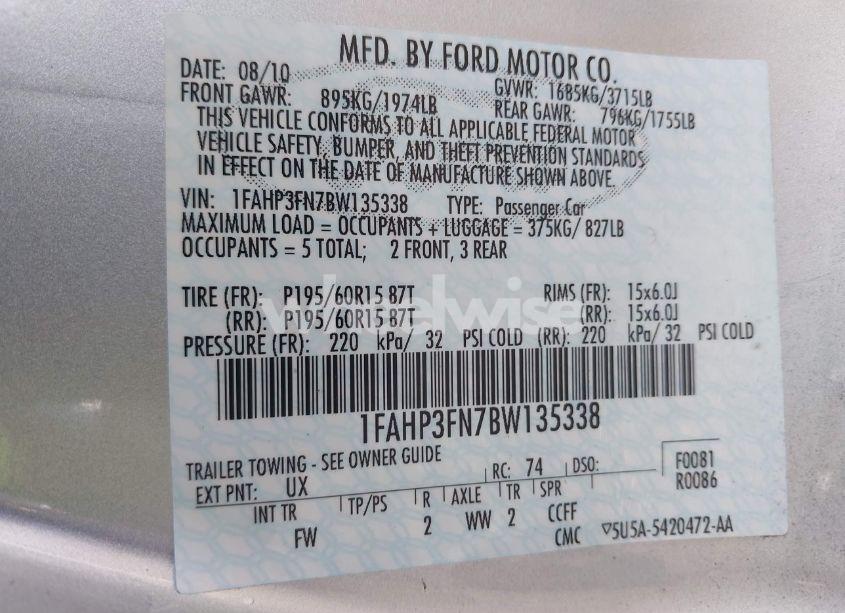 MFD. BY FORD MOTOR CO.
DATE: 08/10 GVWR: 1685KG/3715LB
FRONT GAWR: 895KG/1974LB REAR GAWR: 796KG/1755LB
THIS VEHICLE CONFORMS TO ALL APPLICABLE FEDERAL MOTOR
VEHICLE SAFETY, BUMPER, AND THEFT PREVENTION STANDARDS
IN EFFECT ON THE DATE OF MANUFACTURE SHOWN ABOVE.
VIN: 1FAHP3FN7BW135338 TYPE: Passenger Car
MAXIMUM LOAD = OCCUPANTS + LUGGAGE = 375KG/ 827LB
OCCUPANTS = 5 TOTAL; 2 FRONT, 3 REAR
TIRE (FR): P195/60R15 87T RIMS (FR): 15x6.0J
(RR): P195/60R15 87T (RR): 15x6.0J
wheelwise
PRESSURE (FR): 220 kPa/ 32 PSI COLD (RR): 220 kPa/ 32 PSI COLD
1FAHP3FN7BW135338
TRAILER TOWING - SEE OWNER GUIDE
EXT PNT: UX RC: 74 DSO: F0081
R0086
INT TR TP/PS R AXLE TR SPR
FW 2 WW 2 CCFF
CMC ▽5U5A-5420472-AA